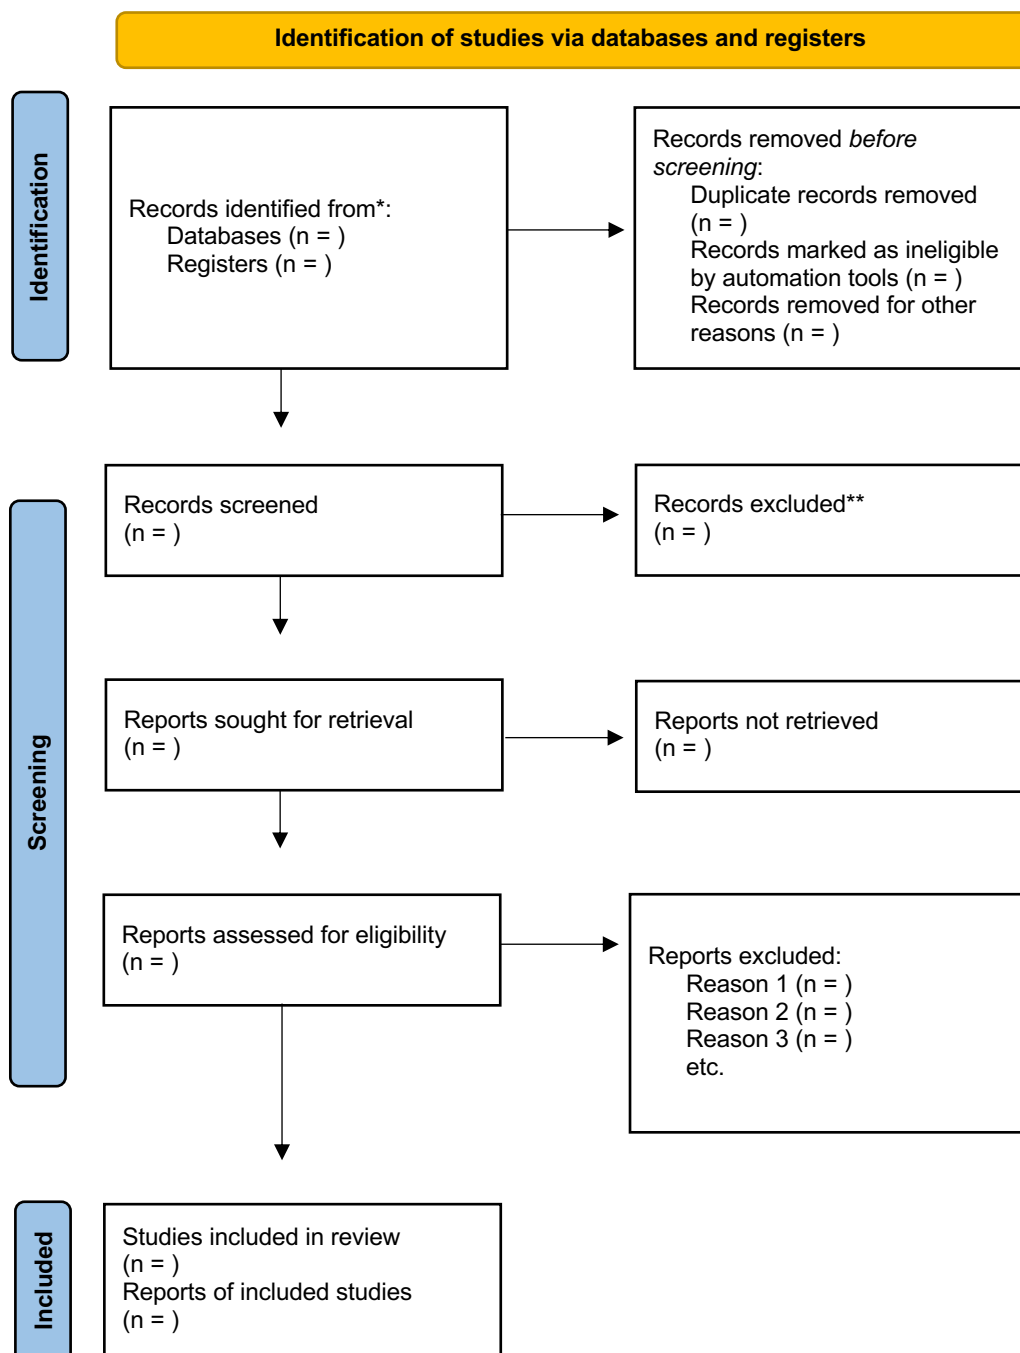 Identification of studies via databases and registers
Identification
Records identified from*:
Databases (n = )
Registers (n = )
Records removed before
screening:
Duplicate records removed
(n = )
Records marked as ineligible
by automation tools (n = )
Records removed for other
reasons (n = )
Screening
Records screened
(n = )
Records excluded**
(n = )
Reports sought for retrieval
(n = )
Reports not retrieved
(n = )
Reports assessed for eligibility
(n = )
Reports excluded:
Reason 1 (n = )
Reason 2 (n = )
Reason 3 (n = )
etc.
Included
Studies included in review
(n = )
Reports of included studies
(n = )